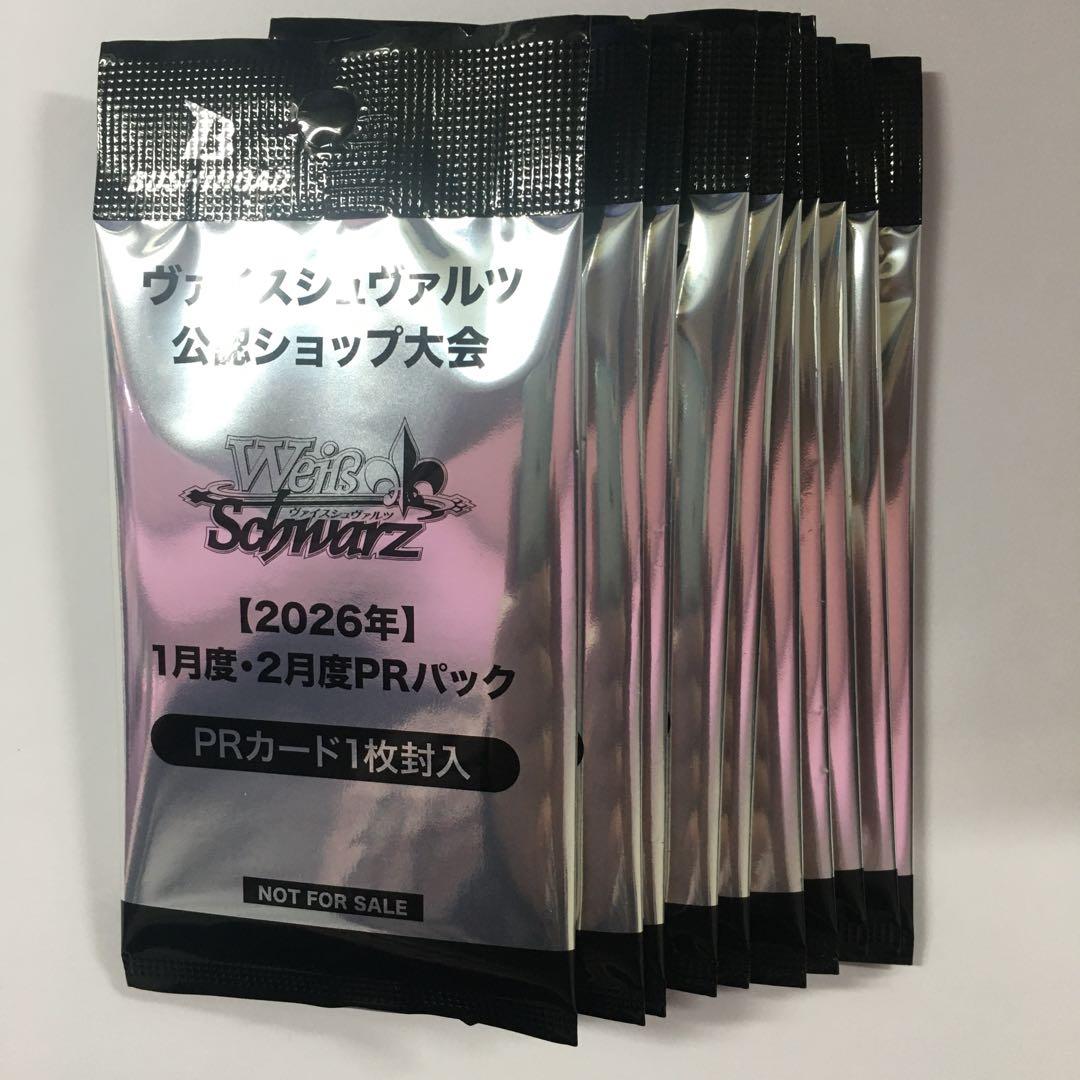 BUSHIROAD
ヴァイスシュヴァルツ
公認ショップ大会
Weiß
ヴァイスシュヴァルツ
Schwarz
【2026年】
1月度・2月度PRパック
PRカード1枚封入
NOT FOR SALE